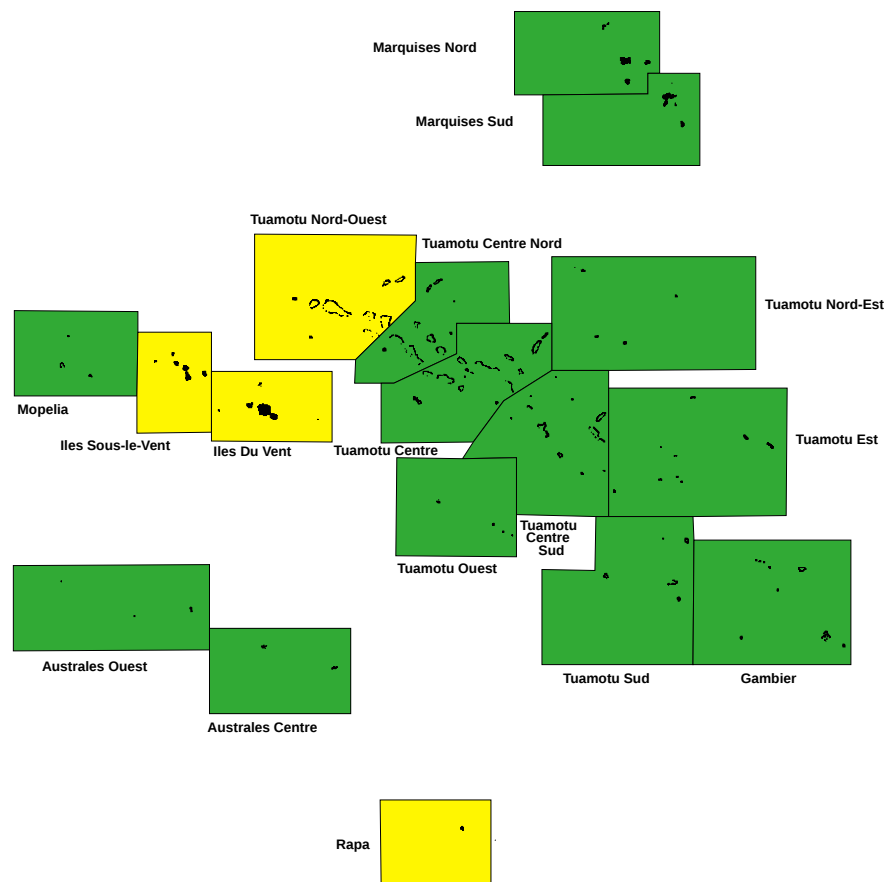 Marquises Nord
Marquises Sud
Tuamotu Nord-Ouest
Tuamotu Centre Nord
Tuamotu Nord-Est
Mopelia
Iles Sous-le-Vent
Iles Du Vent
Tuamotu Centre
Tuamotu Est
Tuamotu
Centre
Sud
Tuamotu Ouest
Australes Ouest
Tuamotu Sud
Gambier
Australes Centre
Rapa